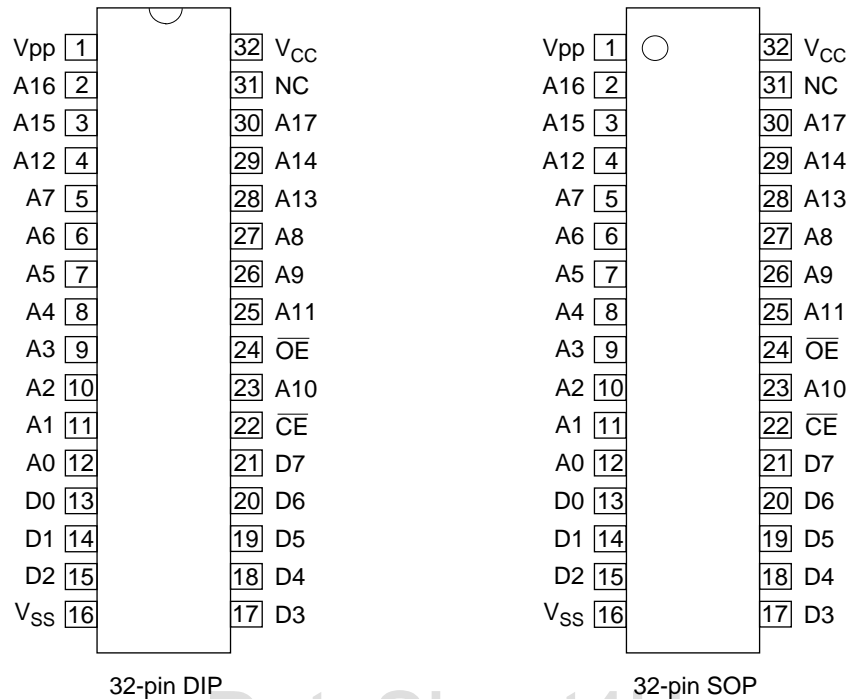 Vpp 1 32 VCC
A16 2 31 NC
A15 3 30 A17
A12 4 29 A14
A7 5 28 A13
A6 6 27 A8
A5 7 26 A9
A4 8 25 A11
A3 9 24 O̅E̅
A2 10 23 A10
A1 11 22 C̅E̅
A0 12 21 D7
D0 13 20 D6
D1 14 19 D5
D2 15 18 D4
VSS 16 17 D3
32-pin DIP
Vpp 1 32 VCC
A16 2 31 NC
A15 3 30 A17
A12 4 29 A14
A7 5 28 A13
A6 6 27 A8
A5 7 26 A9
A4 8 25 A11
A3 9 24 O̅E̅
A2 10 23 A10
A1 11 22 C̅E̅
A0 12 21 D7
D0 13 20 D6
D1 14 19 D5
D2 15 18 D4
VSS 16 17 D3
32-pin SOP